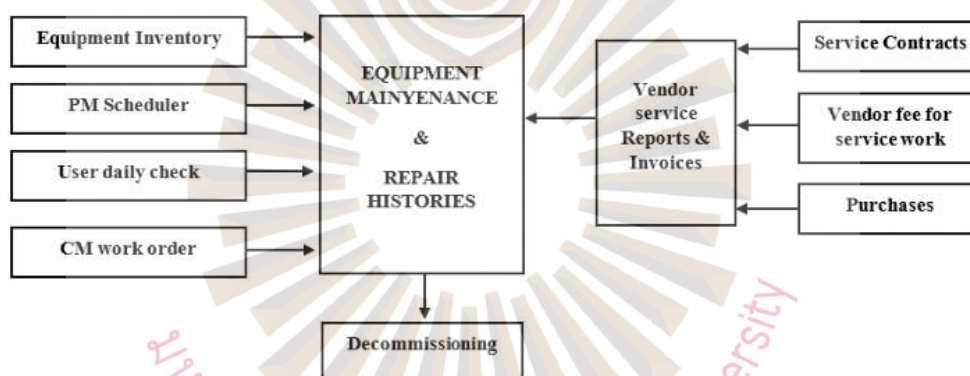 Equipment Inventory
PM Scheduler
User daily check
CM work order
EQUIPMENT
MAINYENANCE
&
REPAIR
HISTORIES
Decommissioning
Vendor
service
Reports &
Invoices
Service Contracts
Vendor fee for
service work
Purchases